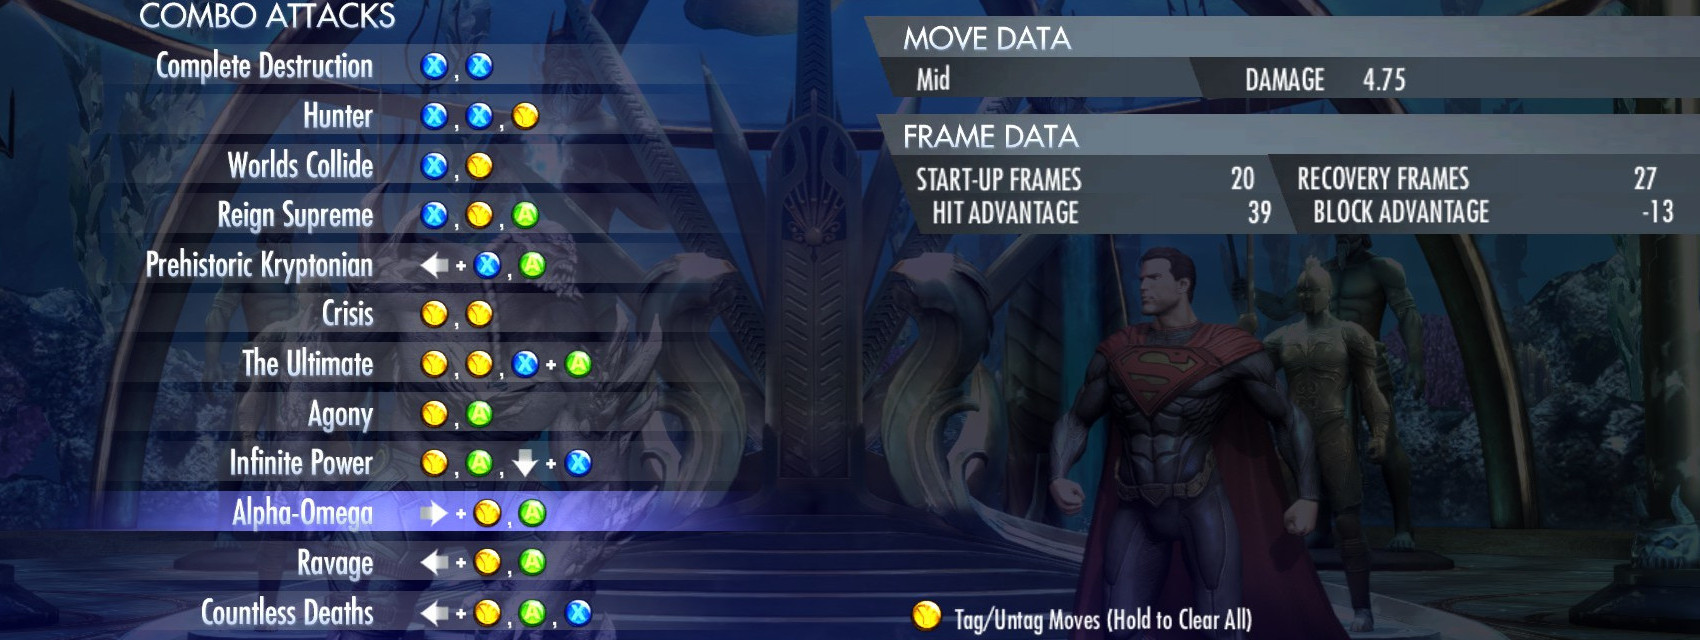 COMBO ATTACKS
Complete Destruction X , X
Hunter X , X , Y
Worlds Collide X , Y
Reign Supreme X , Y , A
Prehistoric Kryptonian ← + X , A
Crisis Y , Y
The Ultimate Y , Y , X + A
Agony Y , A
Infinite Power Y , A , ↓ + X
Alpha-Omega → + Y , A
Ravage ← + Y , A
Countless Deaths ← + Y , A , X
MOVE DATA
Mid DAMAGE 4.75
FRAME DATA
START-UP FRAMES 20 RECOVERY FRAMES 27
HIT ADVANTAGE 39 BLOCK ADVANTAGE -13
Y Tag/Untag Moves (Hold to Clear All)